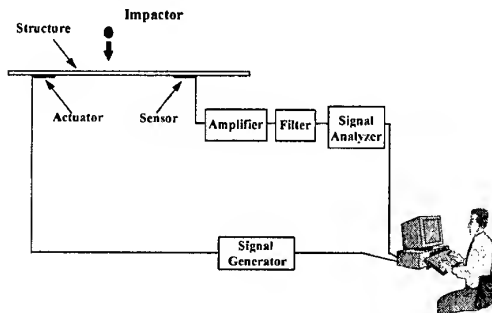 Impactor
Structure
Actuator
Sensor
Amplifier
Filter
Signal
Analyzer
Signal
Generator